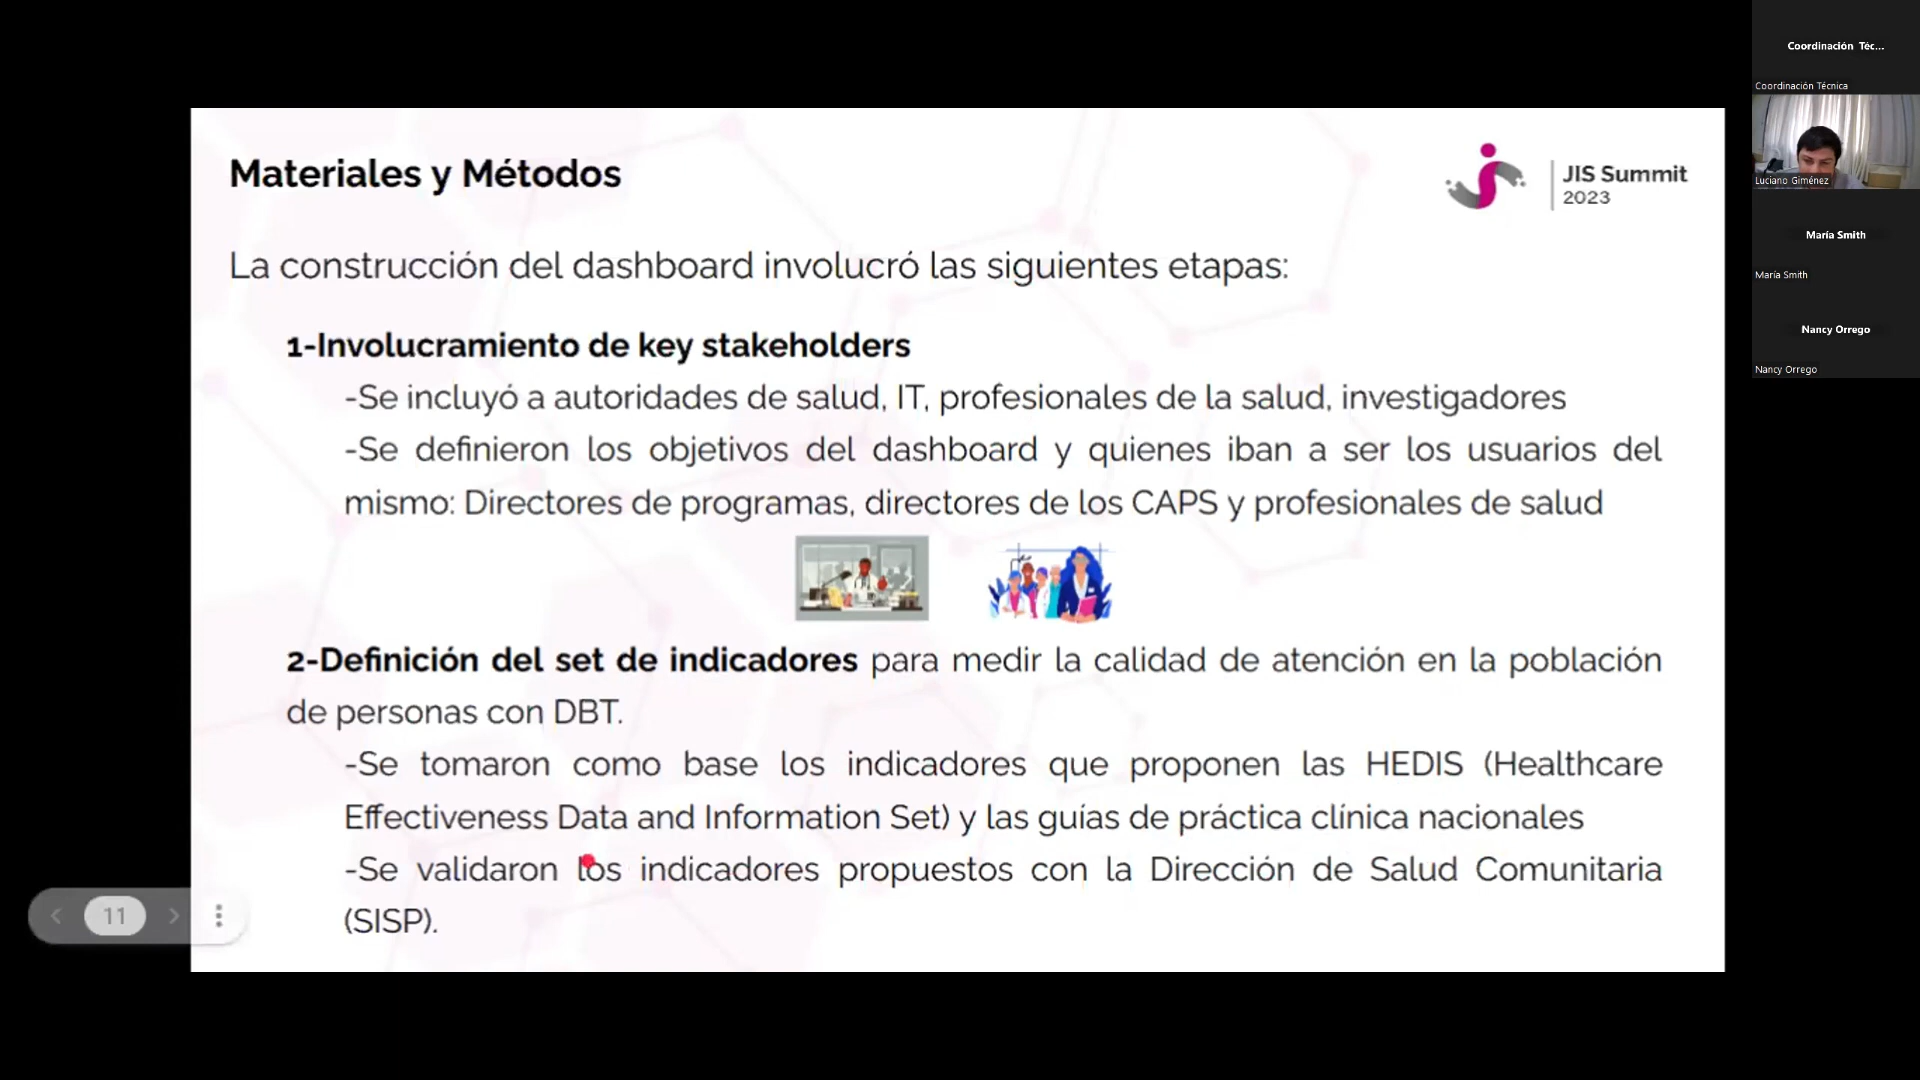 Materiales y Métodos
JIS Summit
2023
La construcción del dashboard involucró las siguientes etapas:
1-Involucramiento de key stakeholders
-Se incluyó a autoridades de salud, IT, profesionales de la salud, investigadores
-Se definieron los objetivos del dashboard y quienes iban a ser los usuarios del
mismo: Directores de programas, directores de los CAPS y profesionales de salud
2-Definición del set de indicadores para medir la calidad de atención en la población
de personas con DBT.
-Se tomaron como base los indicadores que proponen las HEDIS (Healthcare
Effectiveness Data and Information Set) y las guías de práctica clínica nacionales
-Se validaron los indicadores propuestos con la Dirección de Salud Comunitaria
(SISP).
11
Coordinación Téc...
Coordinación Técnica
Luciano Giménez
María Smith
María Smith
Nancy Orrego
Nancy Orrego